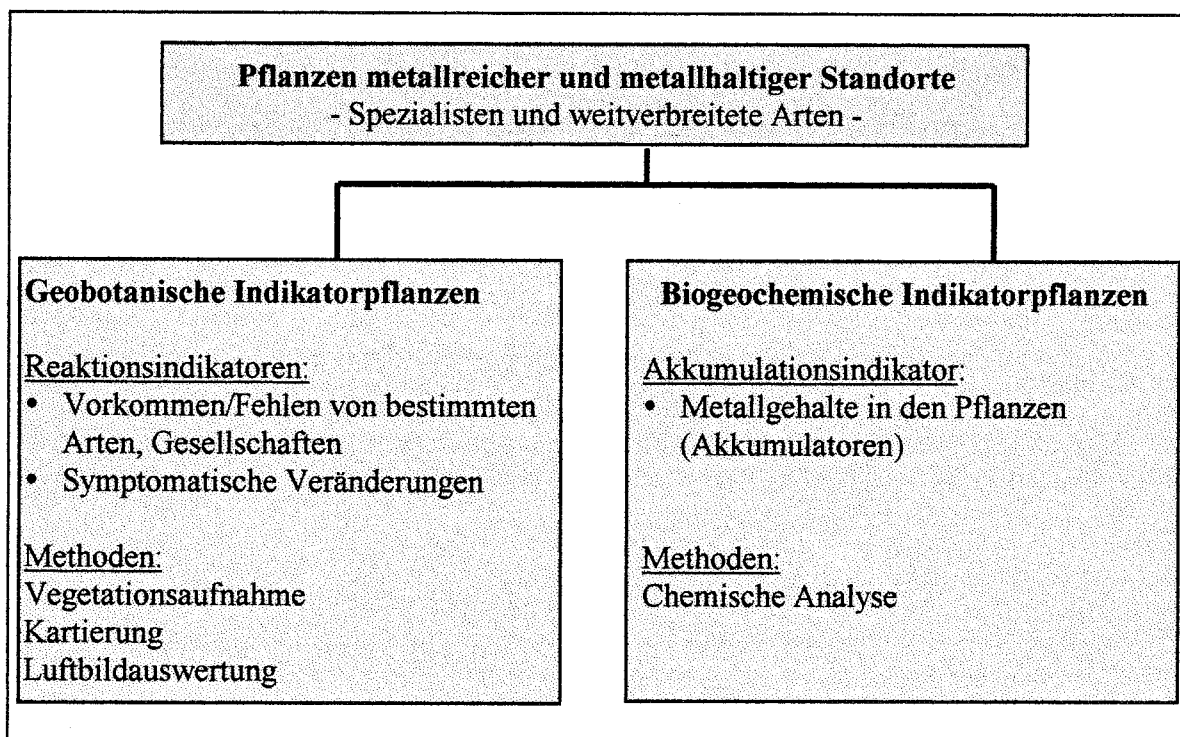 Pflanzen metallreicher und metallhaltiger Standorte
- Spezialisten und weitverbreitete Arten -
Geobotanische Indikatorpflanzen
Reaktionsindikatoren:
• Vorkommen/Fehlen von bestimmten
Arten, Gesellschaften
• Symptomatische Veränderungen
Methoden:
Vegetationsaufnahme
Kartierung
Luftbildauswertung
Biogeochemische Indikatorpflanzen
Akkumulationsindikator:
• Metallgehalte in den Pflanzen
(Akkumulatoren)
Methoden:
Chemische Analyse